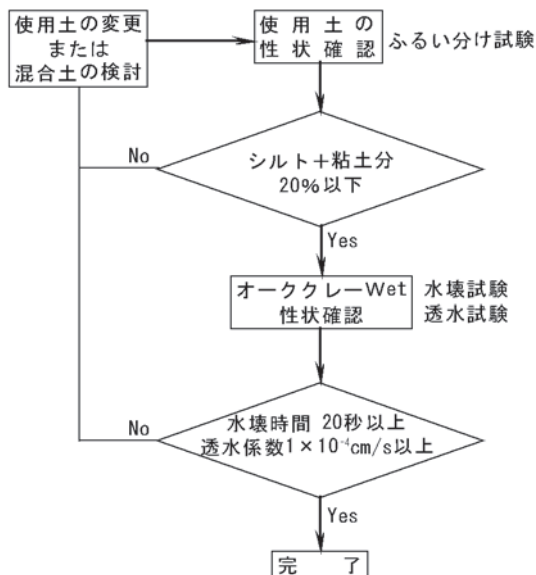 使用土の変更
または
混合土の検討
使用土の
性状確認
ふるい分け試験
No
シルト＋粘土分
20%以下
Yes
オーククレーWet
性状確認
水壊試験
透水試験
No
水壊時間 20秒以上
透水係数1×10⁻⁴cm/s以上
Yes
完 了